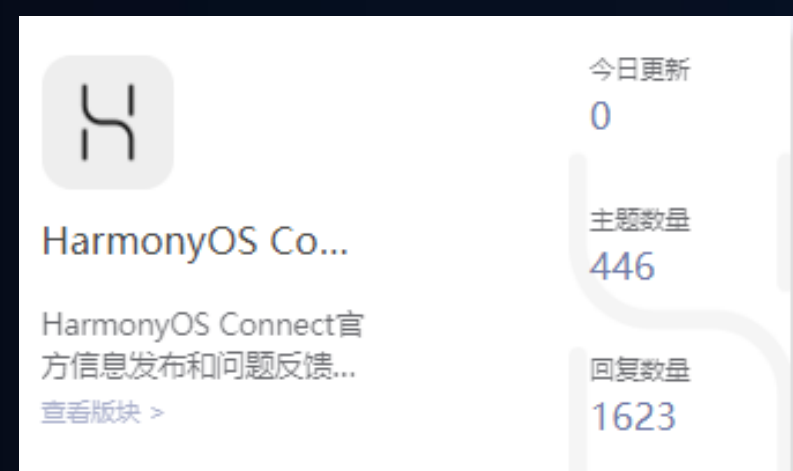 HarmonyOS Co...
HarmonyOS Connect官
方信息发布和问题反馈...
查看版块 >
今日更新
0
主题数量
446
回复数量
1623